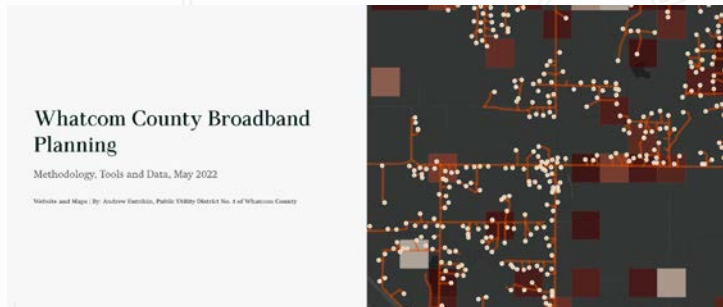 Whatcom County Broadband
Planning
Methodology, Tools and Data, May 2022
Website and Maps : By: Andrew Public Utility District No. 1 of Whatcom County